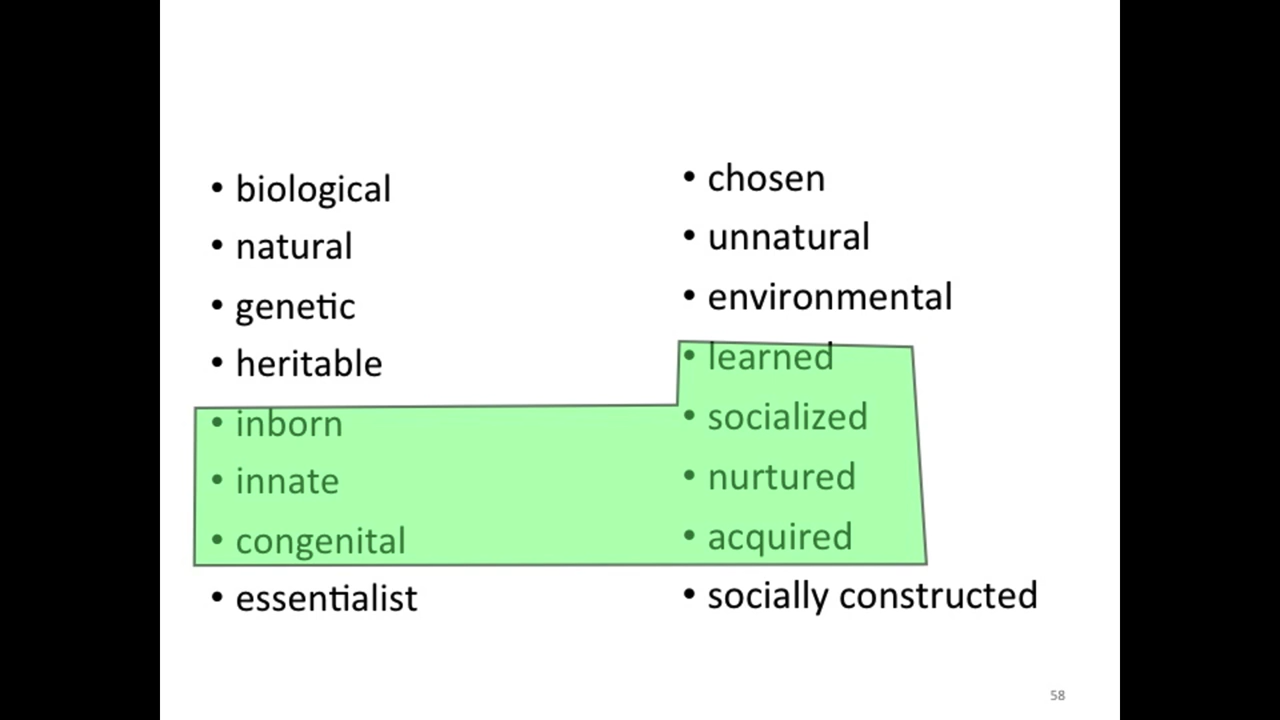 • biological
• natural
• genetic
• heritable
• inborn
• innate
• congenital
• essentialist
• chosen
• unnatural
• environmental
• learned
• socialized
• nurtured
• acquired
• socially constructed
58